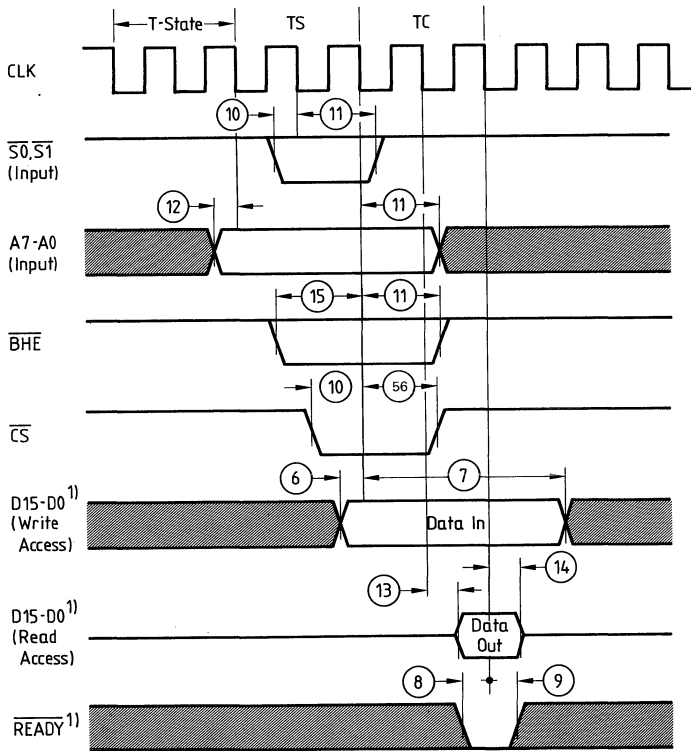 T-State TS TC
CLK
10 11
S0,S1
(Input)
12 11
A7-A0
(Input)
15 11
BHE
10 56
CS
6 7
D15-D0 1)
(Write
Access)
Data In
14
13
D15-D0 1)
(Read
Access)
Data
Out
8 9
READY 1)